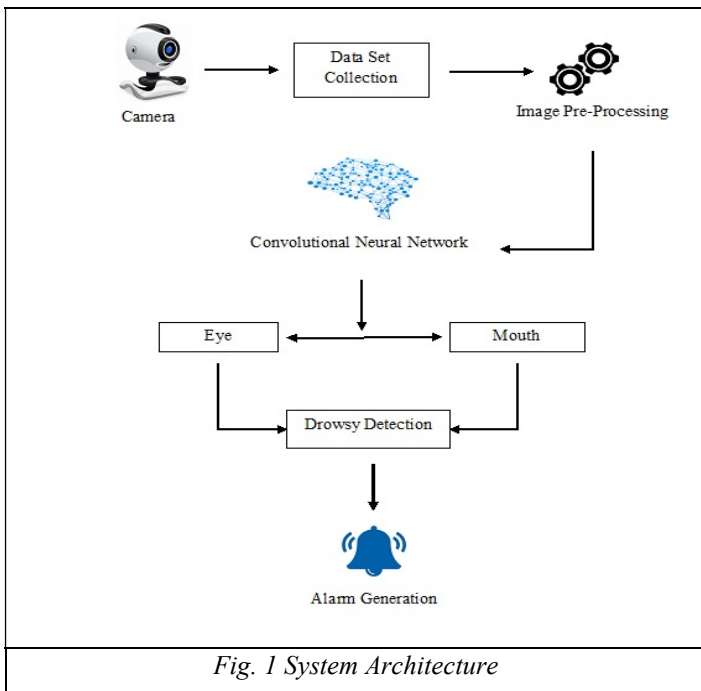 Data Set
Collection
Camera
Image Pre-Processing
Convolutional Neural Network
Eye
Mouth
Drowsy Detection
Alarm Generation
Fig. 1 System Architecture